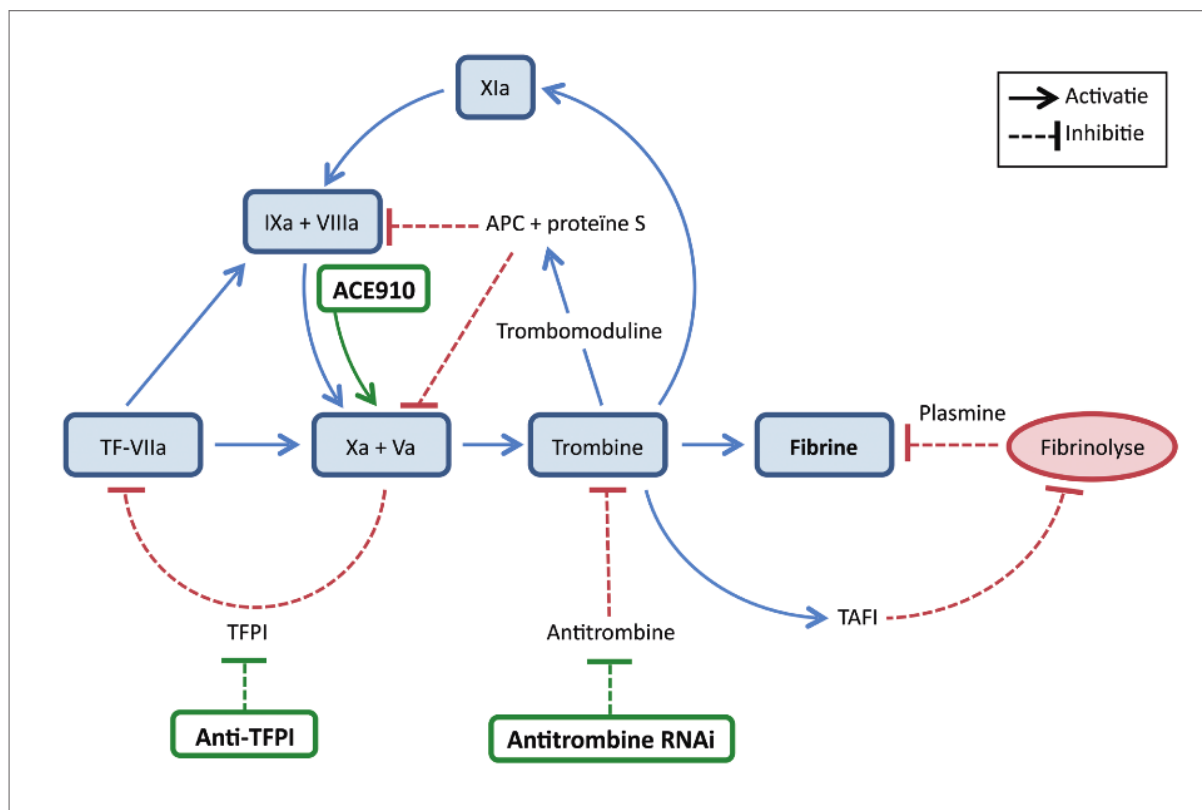 XIa
Activatie
Inhibitie
IXa + VIIIa
APC + proteïne S
ACE910
Trombomoduline
TF-VIIa
Xa + Va
Trombine
Fibrine
Plasmine
Fibrinolyse
TFPI
Antitrombine
TAFI
Anti-TFPI
Antitrombine RNAi